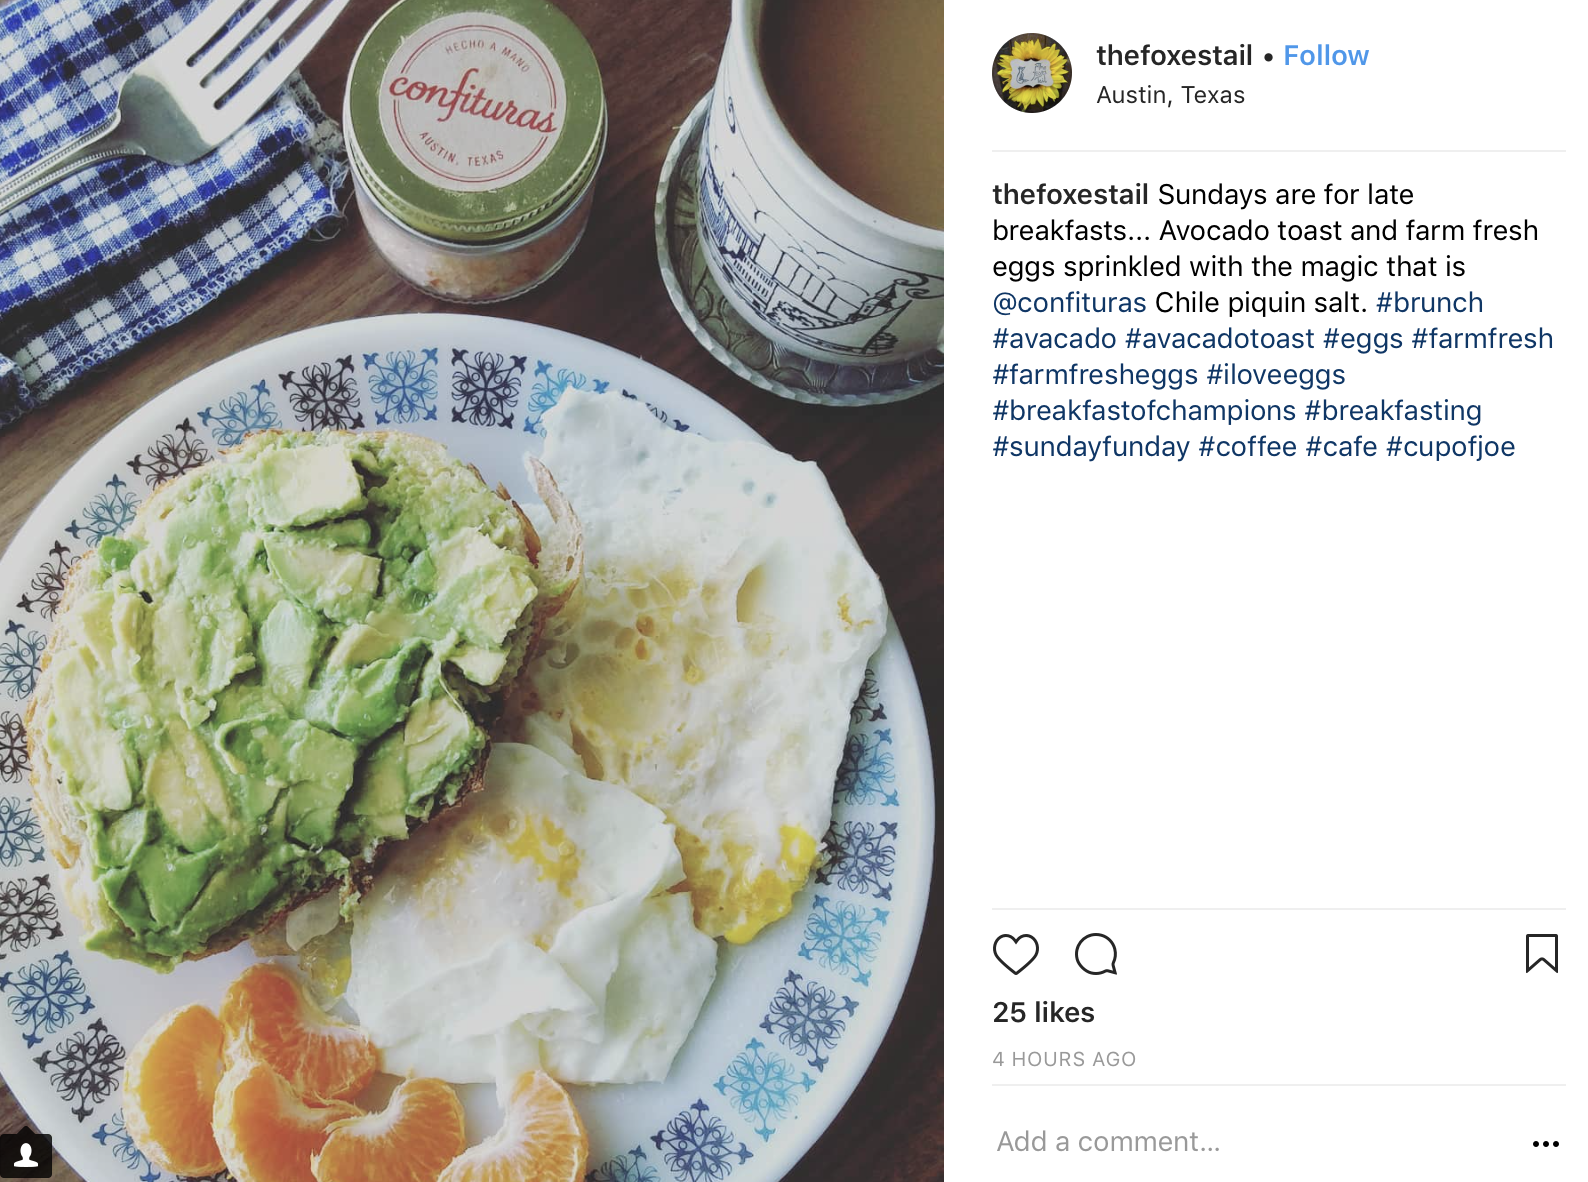 HECHO A MANO
confituras
AUSTIN, TEXAS
thefoxestail • Follow
Austin, Texas
thefoxestail Sundays are for late
breakfasts... Avocado toast and farm fresh
eggs sprinkled with the magic that is
@confituras Chile piquin salt. #brunch
#avacado #avacadotoast #eggs #farmfresh
#farmfresheggs #iloveeggs
#breakfastofchampions #breakfasting
#sundayfunday #coffee #cafe #cupofjoe
25 likes
4 HOURS AGO
Add a comment...